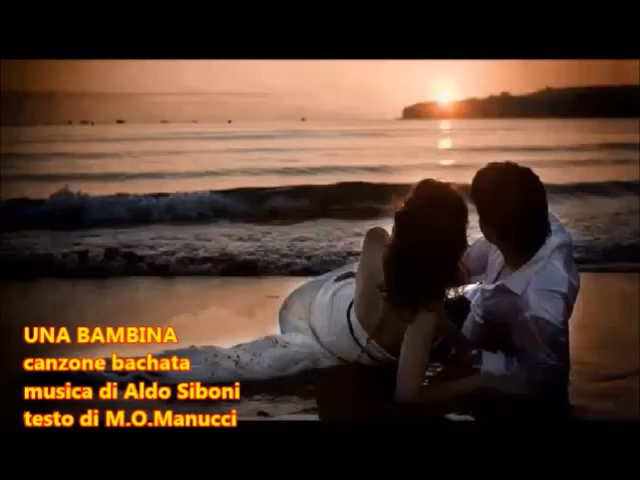 UNA BAMBINA
canzone bachata
musica di Aldo Siboni
testo di M.O.Manucci